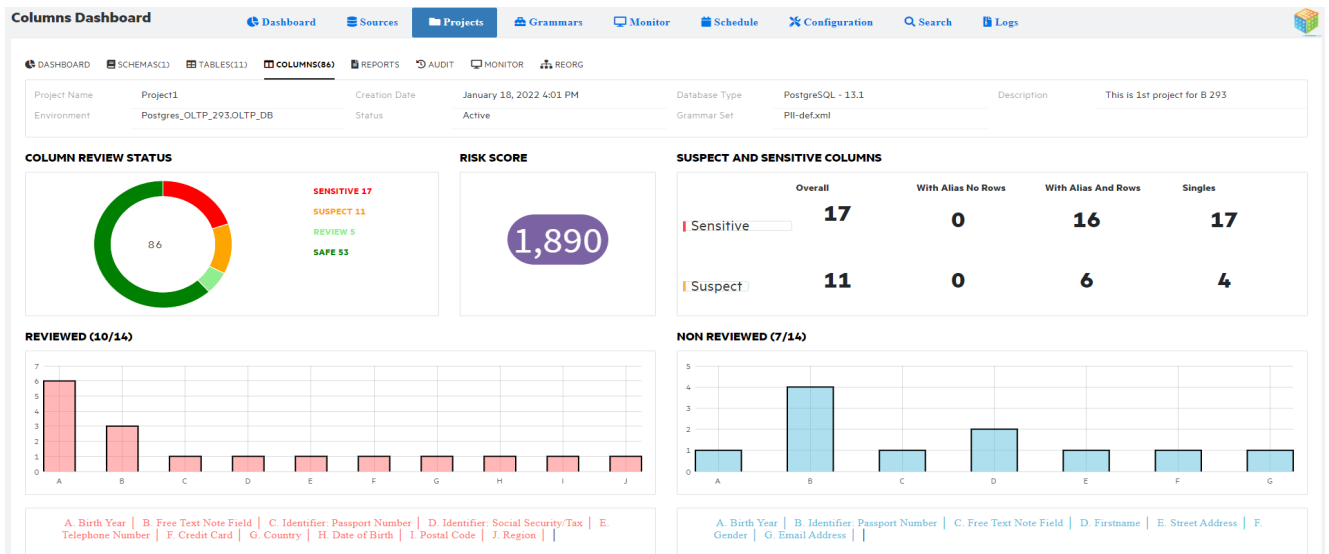 Columns Dashboard
Dashboard Sources Projects Grammars Monitor Schedule Configuration Search Logs
DASHBOARD SCHEMAS(1) TABLES(11) COLUMNS(86) REPORTS AUDIT MONITOR REORG
Project Name Project1 Creation Date January 18, 2022 4:01 PM Database Type PostgreSQL - 13.1 Description This is 1st project for B 293
Environment Postgres_OLTP_293.OLTP_DB Status Active Grammar Set PII-def.xml
COLUMN REVIEW STATUS
86
SENSITIVE 17
SUSPECT 11
REVIEW 5
SAFE 53
RISK SCORE
1,890
SUSPECT AND SENSITIVE COLUMNS
Overall With Alias No Rows With Alias And Rows Singles
Sensitive 17 0 16 17
Suspect 11 0 6 4
REVIEWED (10/14)
7
6
5
4
3
2
1
0
A B C D E F G H I J
A. Birth Year | B. Free Text Note Field | C. Identifier: Passport Number | D. Identifier: Social Security/Tax | E.
Telephone Number | F. Credit Card | G. Country | H. Date of Birth | I. Postal Code | J. Region |
NON REVIEWED (7/14)
5
4
3
2
1
0
A B C D E F G
A. Birth Year | B. Identifier: Passport Number | C. Free Text Note Field | D. Firstname | E. Street Address | F.
Gender | G. Email Address |